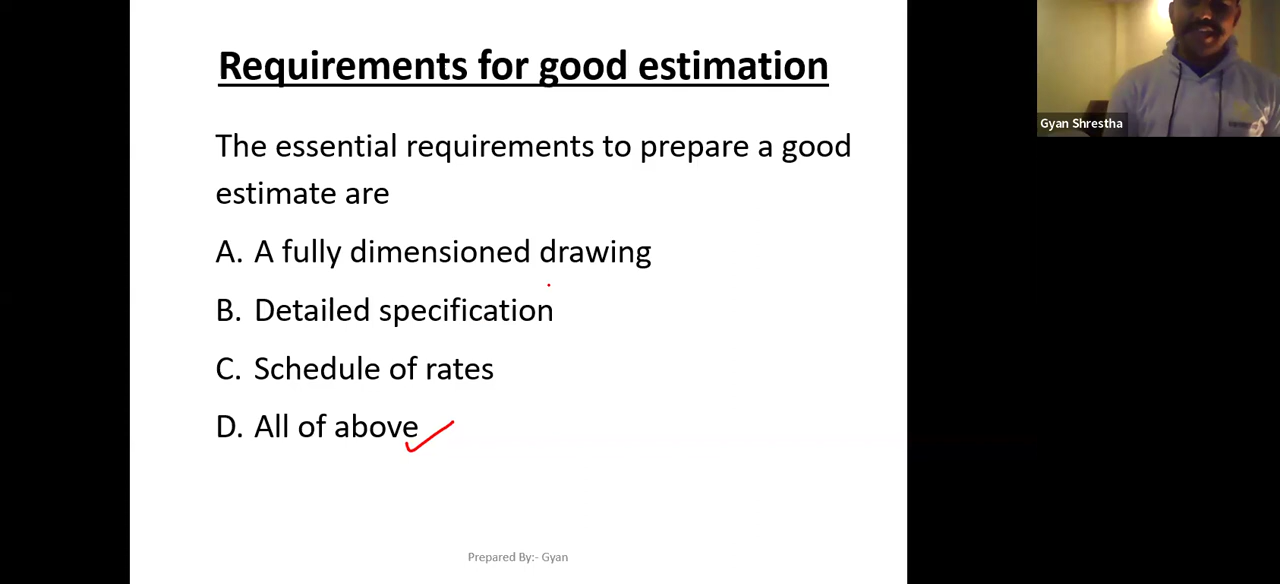 Requirements for good estimation
The essential requirements to prepare a good
estimate are
A. A fully dimensioned drawing
B. Detailed specification
C. Schedule of rates
D. All of above
Prepared By:- Gyan
Gyan Shrestha